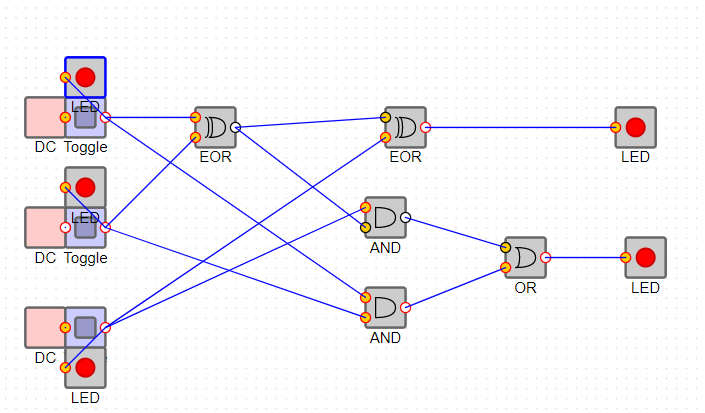 LED
DC Toggle
EOR
EOR
LED
LED
DC Toggle
AND
OR
LED
AND
DC
LED